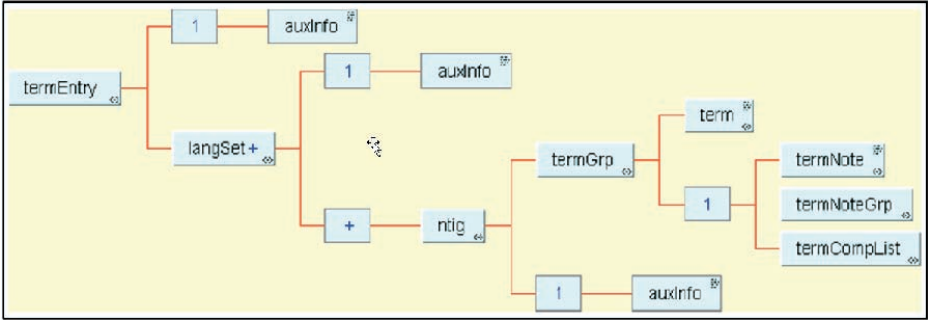 1
auxInfo
termEntry
langSet+
1
auxInfo
+
ntig
termGrp
term
1
termNote
termNoteGrp
termCompList
1
auxInfo